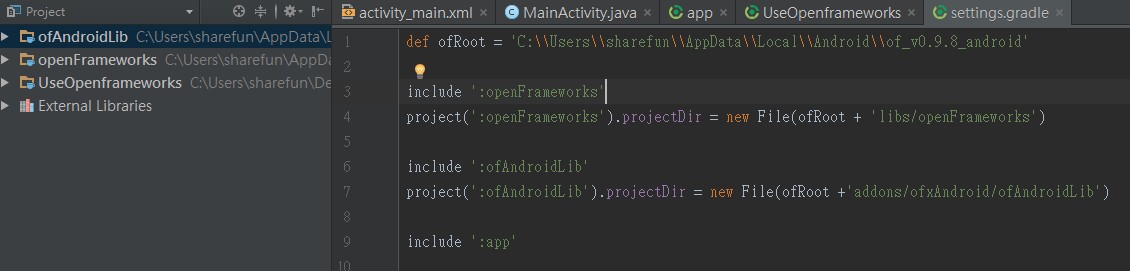 Project
activity_main.xml
MainActivity.java
app
UseOpenframeworks
settings.gradle
ofAndroidLib C:\Users\sharefun\AppData\L
openFrameworks C:\Users\sharefun\AppDa
UseOpenframeworks C:\Users\sharefun\De
External Libraries
1 def ofRoot = 'C:\\Users\\sharefun\\AppData\\Local\\Android\\of_v0.9.8_android'
2
3 include ':openFrameworks'
4 project(':openFrameworks').projectDir = new File(ofRoot + 'libs/openFrameworks')
5
6 include ':ofAndroidLib'
7 project(':ofAndroidLib').projectDir = new File(ofRoot +'addons/ofxAndroid/ofAndroidLib')
8
9 include ':app'
10